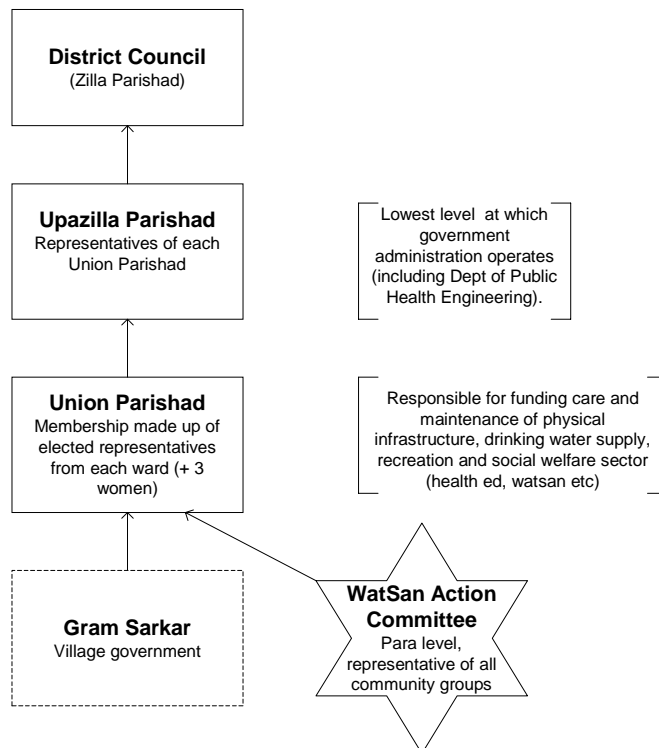 District Council
(Zilla Parishad)
Upazilla Parishad
Representatives of each
Union Parishad
Lowest level at which
government
administration operates
(including Dept of Public
Health Engineering).
Union Parishad
Membership made up of
elected representatives
from each ward (+ 3
women)
Responsible for funding care and
maintenance of physical
infrastructure, drinking water supply,
recreation and social welfare sector
(health ed, watsan etc)
Gram Sarkar
Village government
WatSan Action
Committee
Para level,
representative of all
community groups